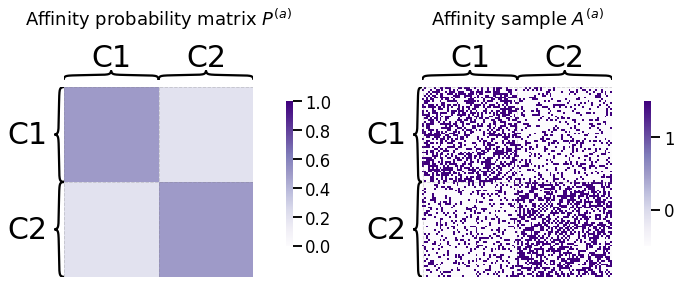 Affinity probability matrix P^(a)
C1 C2
C1
C2
1.0
0.8
0.6
0.4
0.2
0.0
Affinity sample A^(a)
C1 C2
C1
C2
1
0